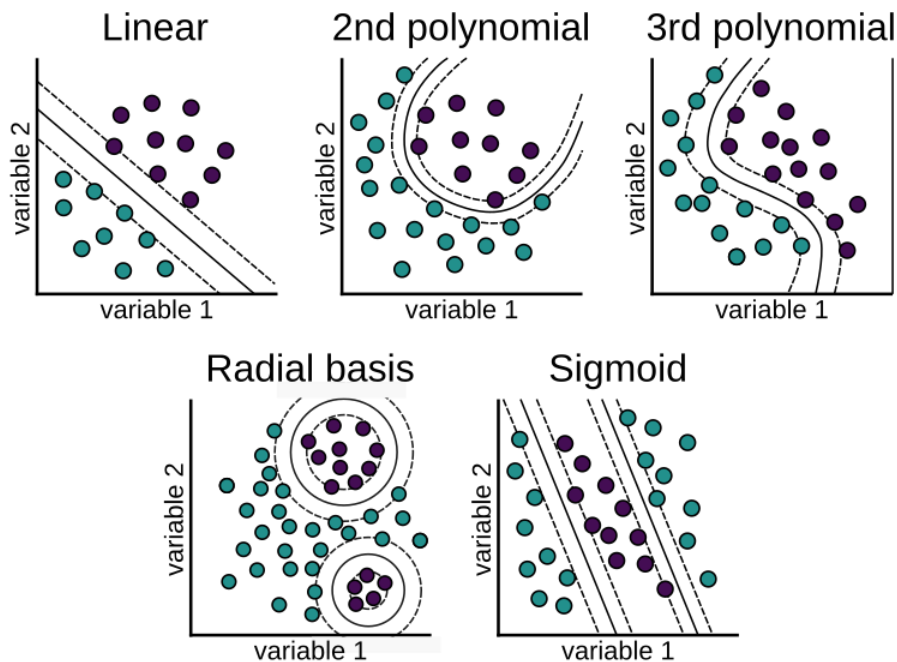 Linear
2nd polynomial
3rd polynomial
variable 2
variable 1
variable 2
variable 1
variable 2
variable 1
Radial basis
Sigmoid
variable 2
variable 1
variable 2
variable 1